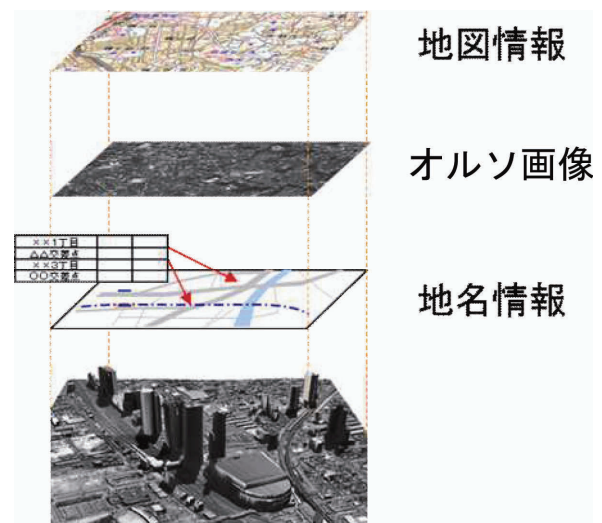 地図情報
オルソ画像
××1丁目
△△交差点
××3丁目
○○交差点
地名情報